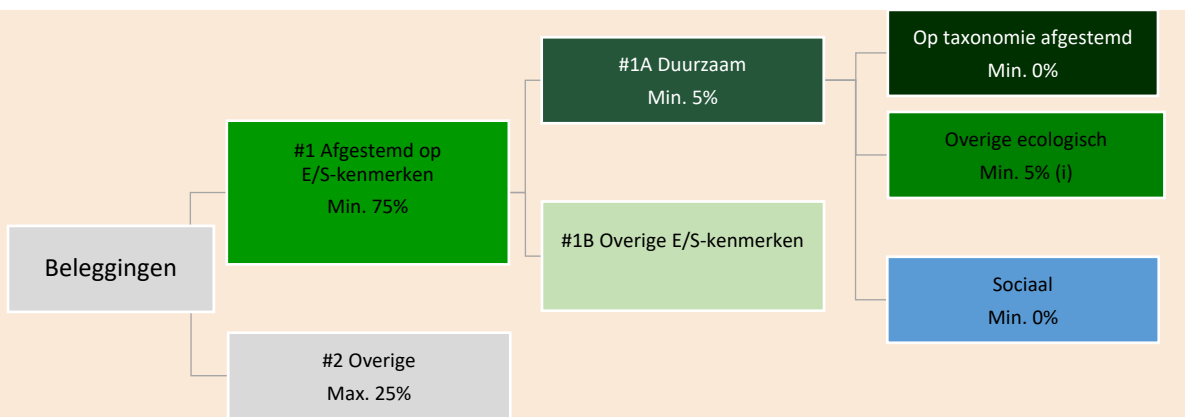 Beleggingen
#1 Afgestemd op
E/S-kenmerken
Min. 75%
#2 Overige
Max. 25%
#1A Duurzaam
Min. 5%
#1B Overige E/S-kenmerken
Op taxonomie afgestemd
Min. 0%
Overige ecologisch
Min. 5% (i)
Sociaal
Min. 0%